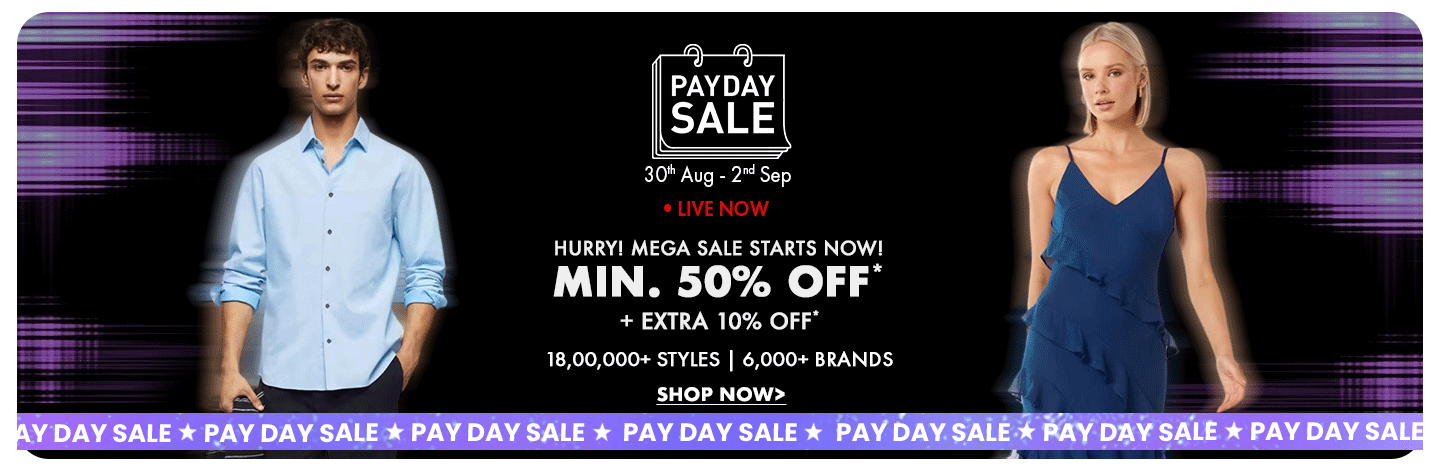 PAYDAY
SALE
30th Aug - 2nd Sep
• LIVE NOW
HURRY! MEGA SALE STARTS NOW!
MIN. 50% OFF*
+ EXTRA 10% OFF*
18,00,000+ STYLES | 6,000+ BRANDS
SHOP NOW>
AY DAY SALE ★ PAY DAY SALE ★ PAY DAY SALE ★ PAY DAY SALE ★ PAY DAY SALE ★ PAY DAY SALE ★ PAY DAY SALE